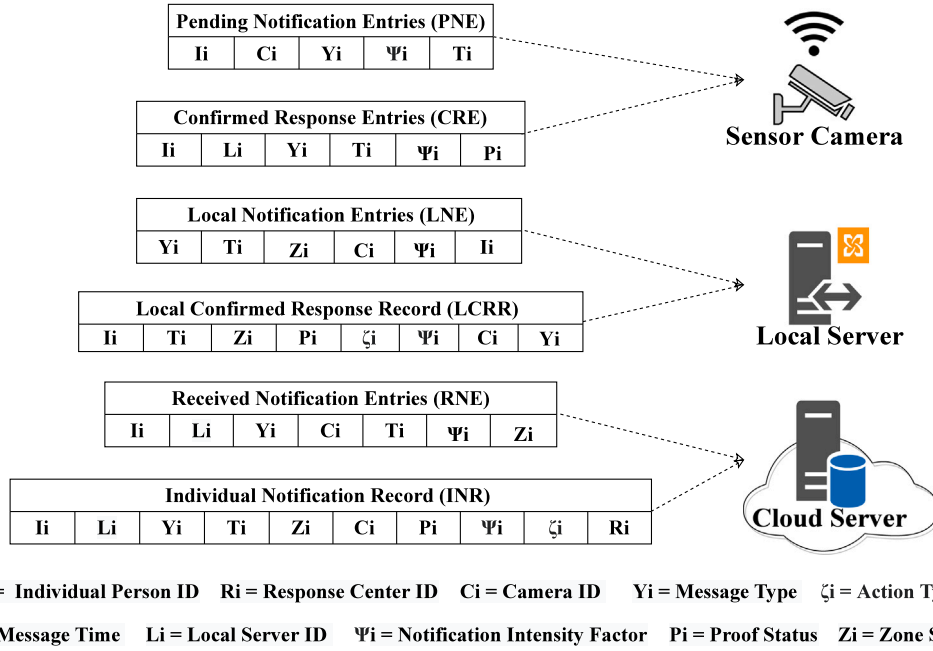 Pending Notification Entries (PNE)
Ii Ci Yi Ψi Ti
Confirmed Response Entries (CRE)
Ii Li Yi Ti Ψi Pi
Sensor Camera
Local Notification Entries (LNE)
Yi Ti Zi Ci Ψi Ii
Local Confirmed Response Record (LCRR)
Ii Ti Zi Pi ζi Ψi Ci Yi
Local Server
Received Notification Entries (RNE)
Ii Li Yi Ci Ti Ψi Zi
Individual Notification Record (INR)
Ii Li Yi Ti Zi Ci Pi Ψi ζi Ri
Cloud Server
= Individual Person ID Ri = Response Center ID Ci = Camera ID Yi = Message Type ζi = Action
Message Time Li = Local Server ID Ψi = Notification Intensity Factor Pi = Proof Status Zi = Zone